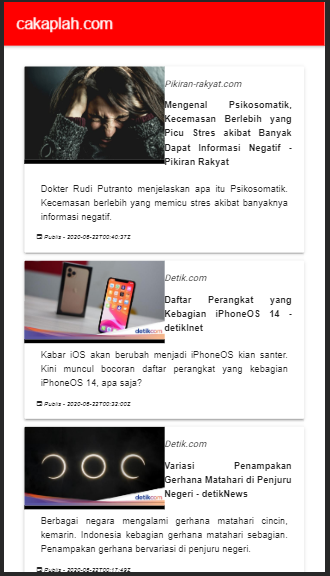 cakaplah.com
Pikiran-rakyat.com
Mengenal Psikosomatik,
Kecemasan Berlebih yang
Picu Stres akibat Banyak
Dapat Informasi Negatif -
Pikiran Rakyat
Dokter Rudi Putranto menjelaskan apa itu Psikosomatik.
Kecemasan berlebih yang memicu stres akibat banyaknya
informasi negatif.
Publis - 2020-06-22T00:40:37Z
Detik.com
Daftar Perangkat yang
Kebagian iPhoneOS 14 -
detikInet
detikcom
Kabar iOS akan berubah menjadi iPhoneOS kian santer.
Kini muncul bocoran daftar perangkat yang kebagian
iPhoneOS 14, apa saja?
Publis - 2020-06-22T00:33:00Z
Detik.com
Variasi Penampakan
Gerhana Matahari di Penjuru
Negeri - detikNews
detikcom
Berbagai negara mengalami gerhana matahari cincin,
kemarin. Indonesia kebagian gerhana matahari sebagian.
Penampakan gerhana bervariasi di penjuru negeri.
Publis - 2020-06-22T00:17:49Z